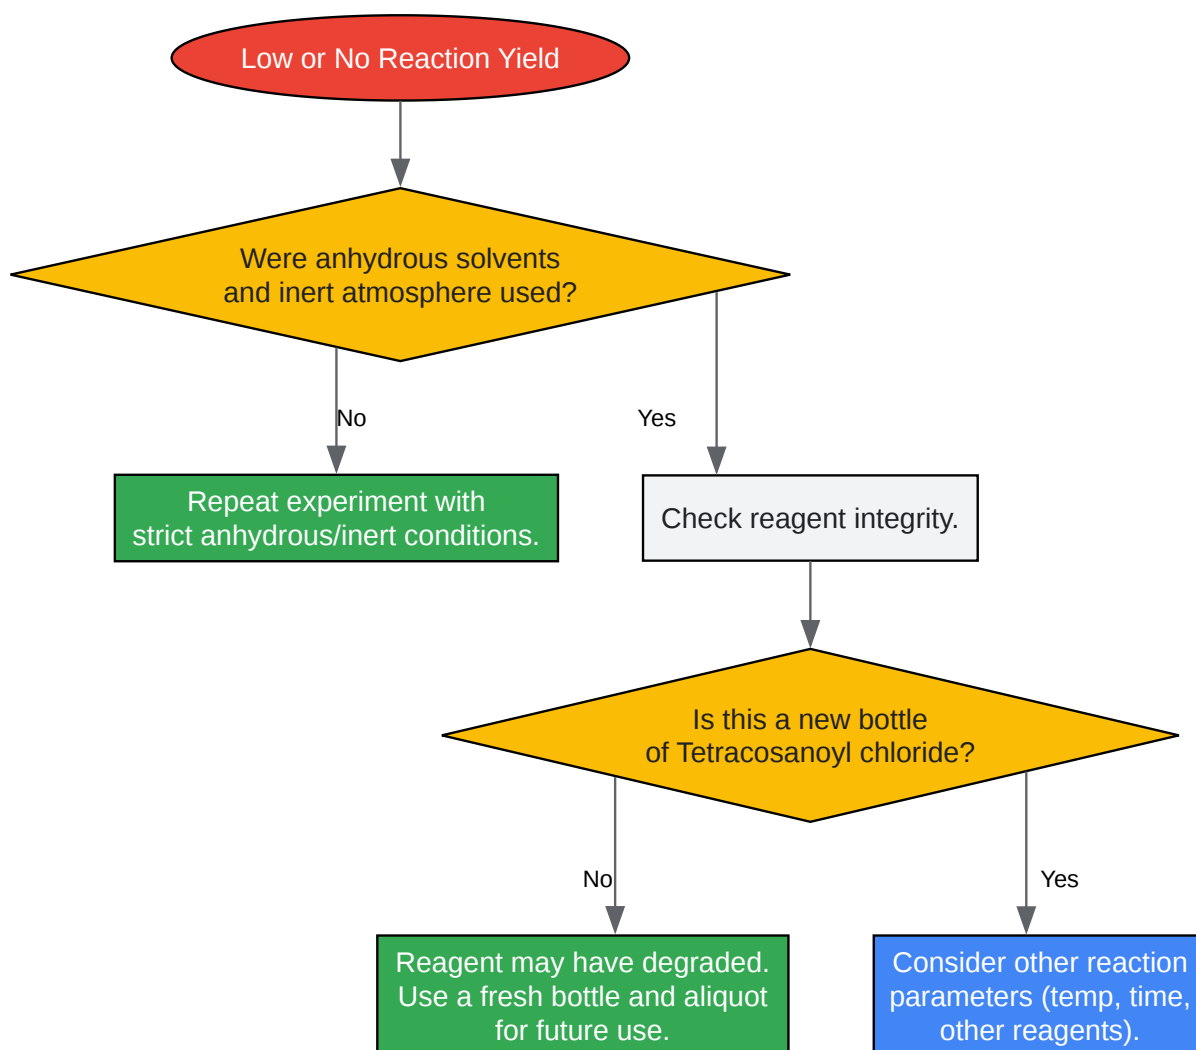 Low or No Reaction Yield
Were anhydrous solvents
and inert atmosphere used?
No
Yes
Repeat experiment with
strict anhydrous/inert conditions.
Check reagent integrity.
Is this a new bottle
of Tetracosanoyl chloride?
No
Yes
Reagent may have degraded.
Use a fresh bottle and aliquot
for future use.
Consider other reaction
parameters (temp, time,
other reagents).